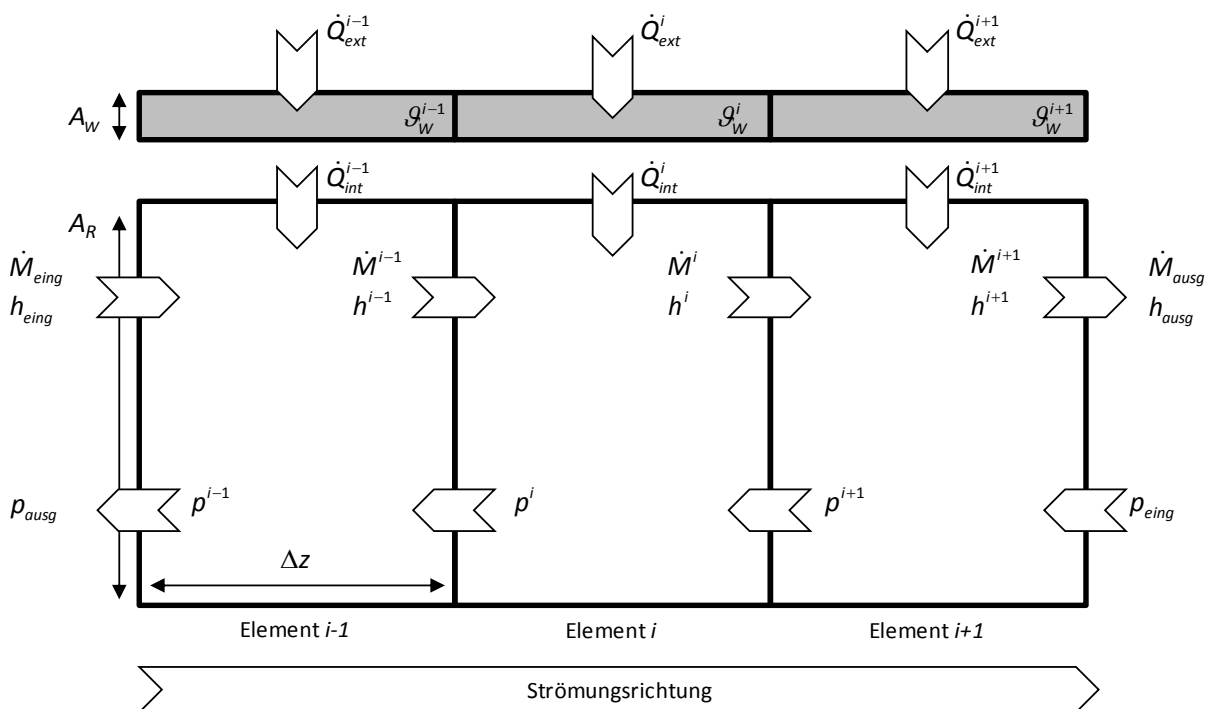 Q̇_ext^{i−1} Q̇_ext^{i} Q̇_ext^{i+1}
A_W ϑ_W^{i−1} ϑ_W^{i} ϑ_W^{i+1}
Q̇_int^{i−1} Q̇_int^{i} Q̇_int^{i+1}
A_R
Ṁ_eing Ṁ^{i−1} Ṁ^{i} Ṁ^{i+1} Ṁ_ausg
h_eing h^{i−1} h^{i} h^{i+1} h_ausg
p_ausg p^{i−1} p^{i} p^{i+1} p_eing
Δz
Element i-1 Element i Element i+1
Strömungsrichtung